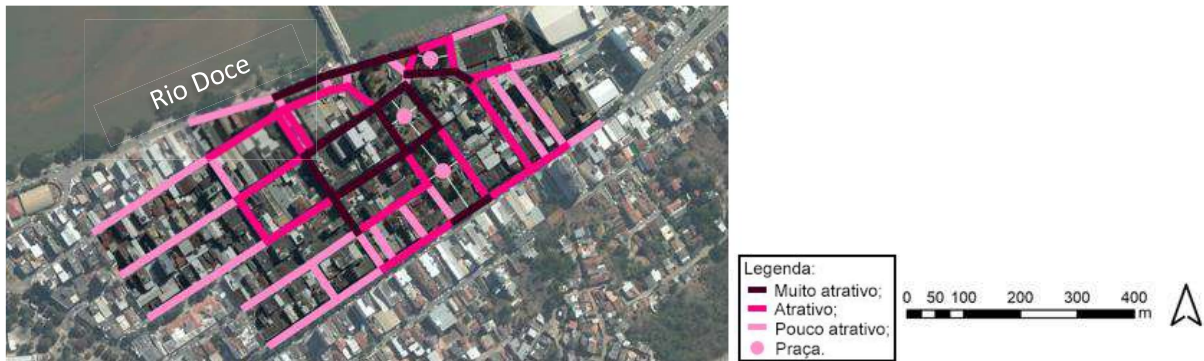 Rio Doce
Legenda:
Muito atrativo;
Atrativo;
Pouco atrativo;
Praça.
0 50 100 200 300 400
m